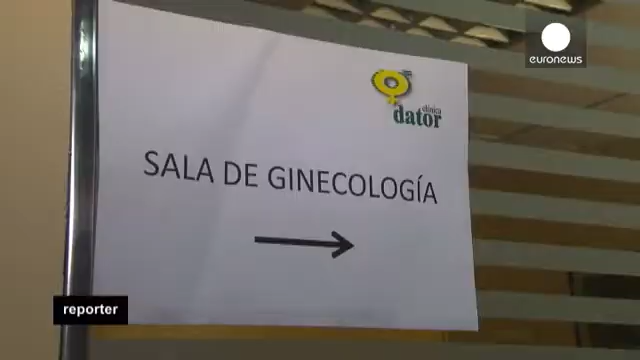 euronews
clínica
dator
SALA DE GINECOLOGÍA
reporter